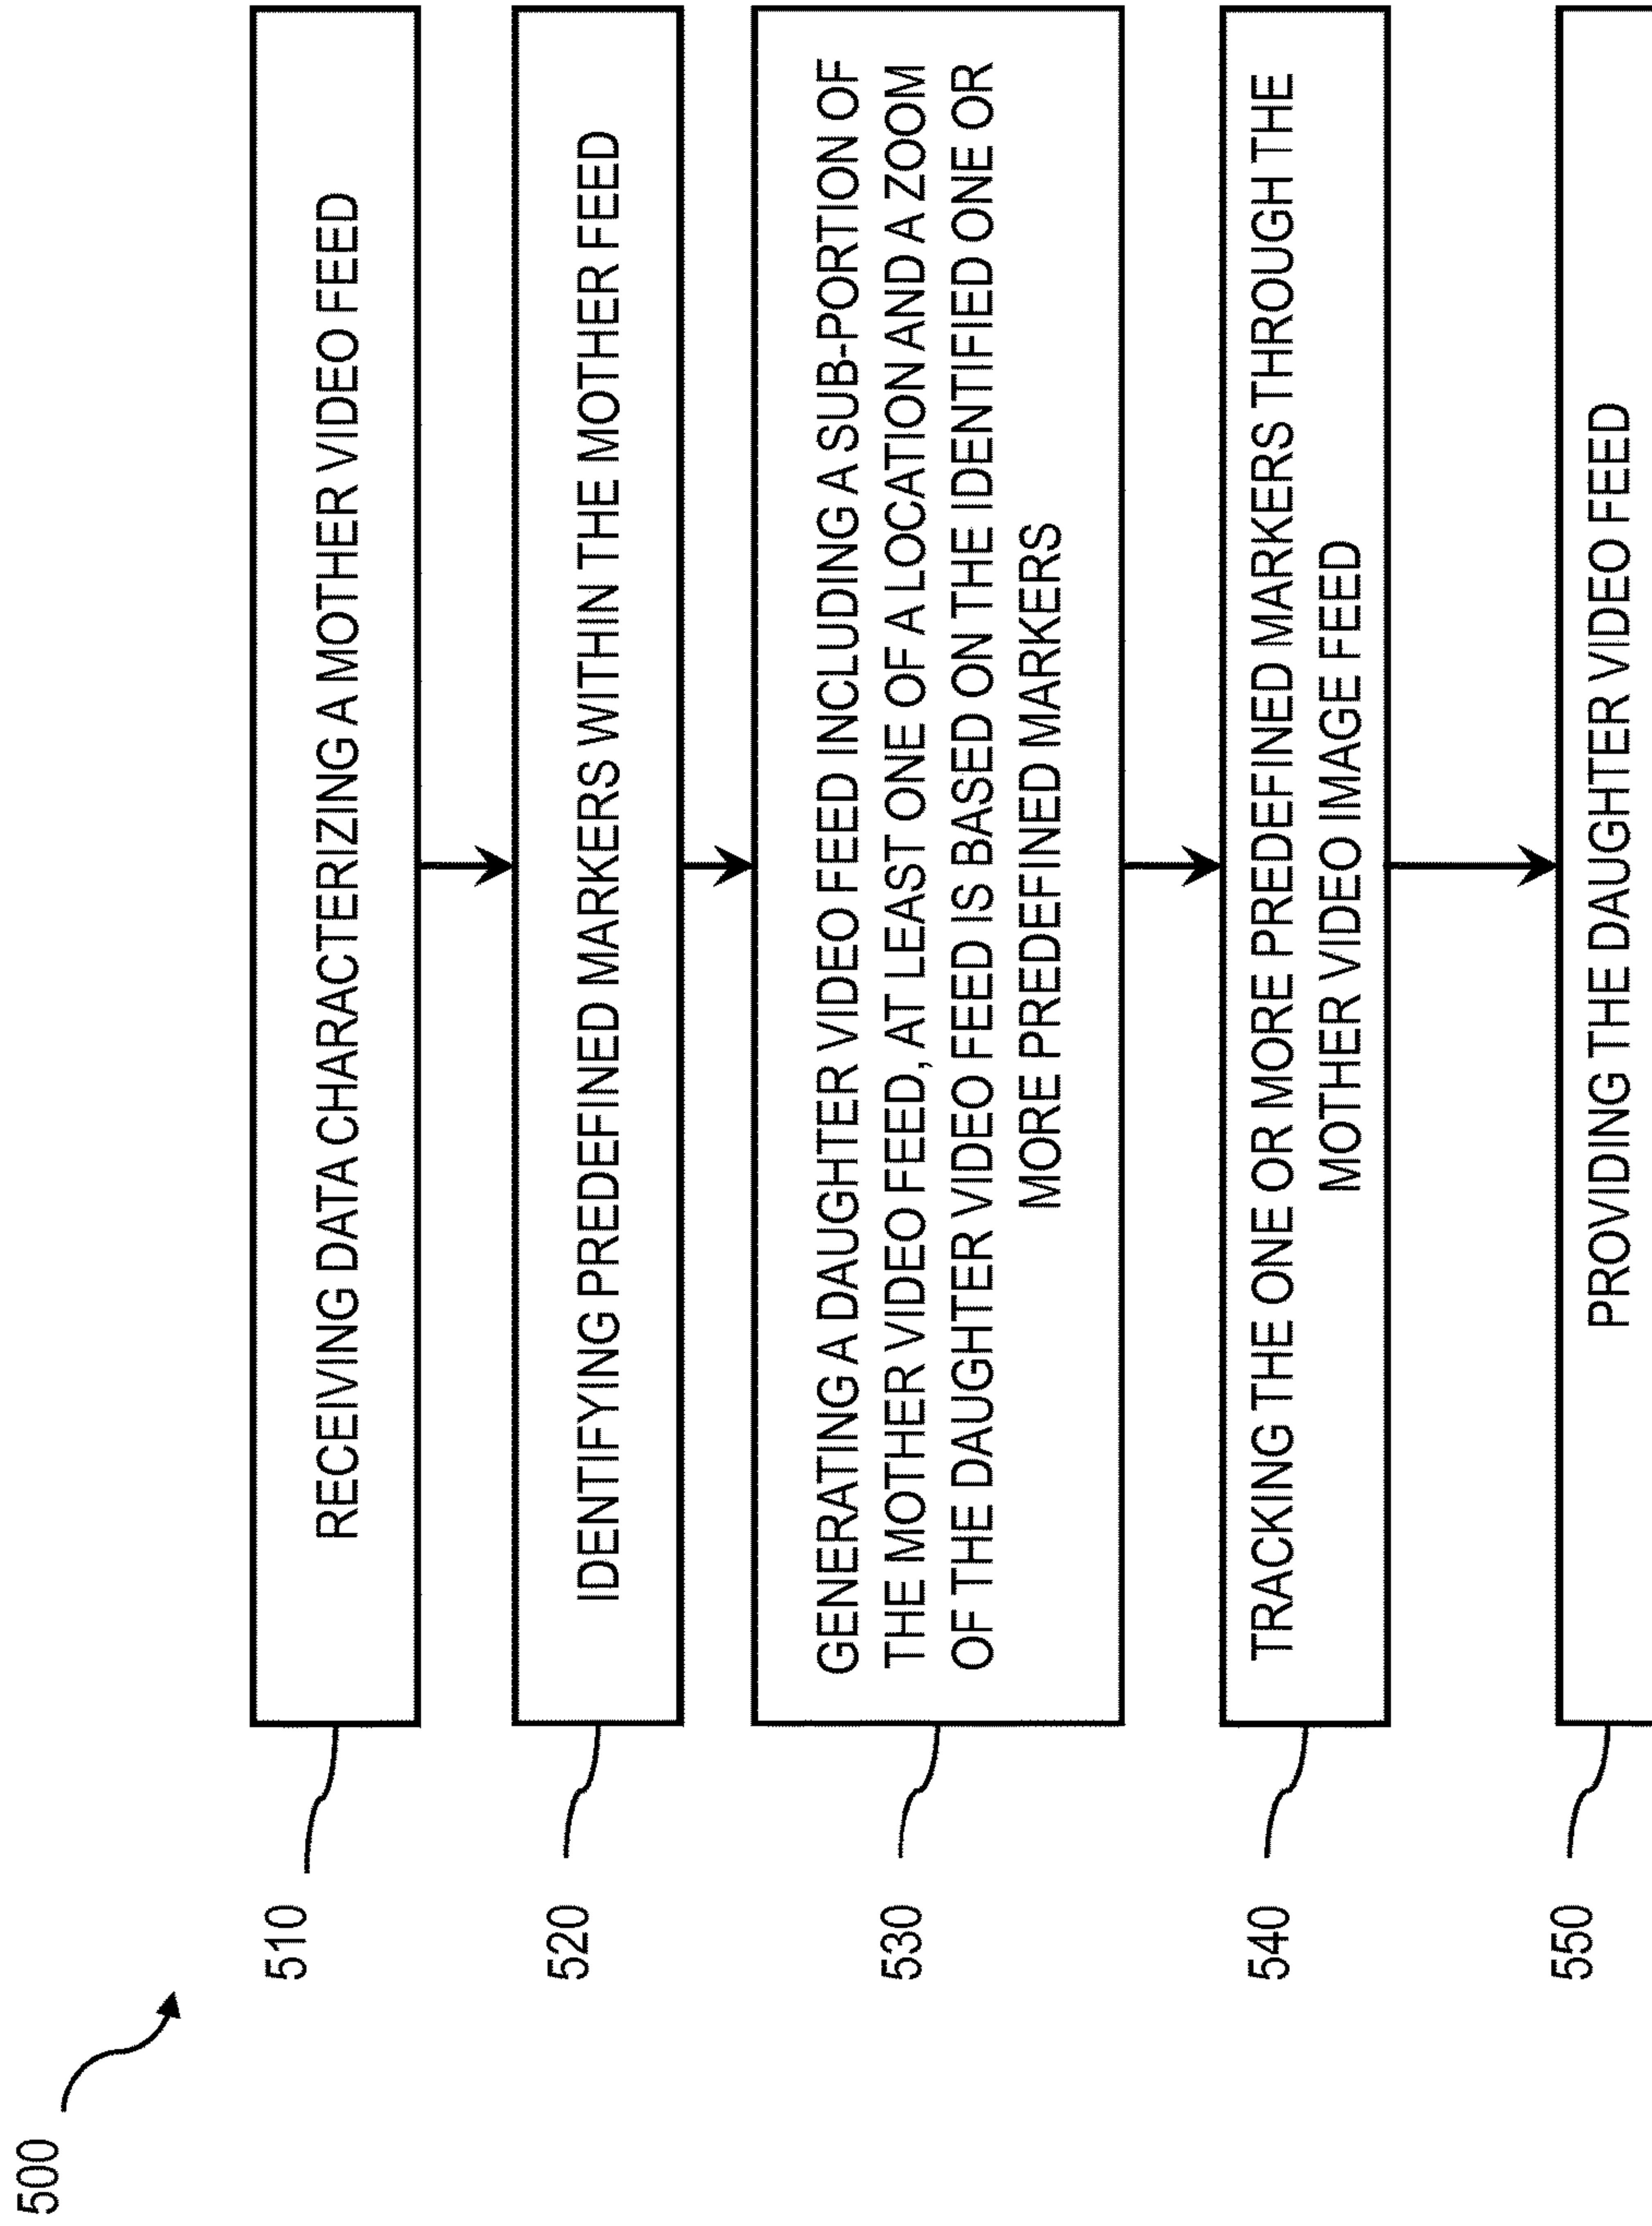 500
510
RECEIVING DATA CHARACTERIZING A MOTHER VIDEO FEED
520
IDENTIFYING PREDEFINED MARKERS WITHIN THE MOTHER FEED
530
GENERATING A DAUGHTER VIDEO FEED INCLUDING A SUB-PORTION OF
THE MOTHER VIDEO FEED, AT LEAST ONE OF A LOCATION AND A ZOOM
OF THE DAUGHTER VIDEO FEED IS BASED ON THE IDENTIFIED ONE OR
MORE PREDEFINED MARKERS
540
TRACKING THE ONE OR MORE PREDEFINED MARKERS THROUGH THE
MOTHER VIDEO IMAGE FEED
550
PROVIDING THE DAUGHTER VIDEO FEED